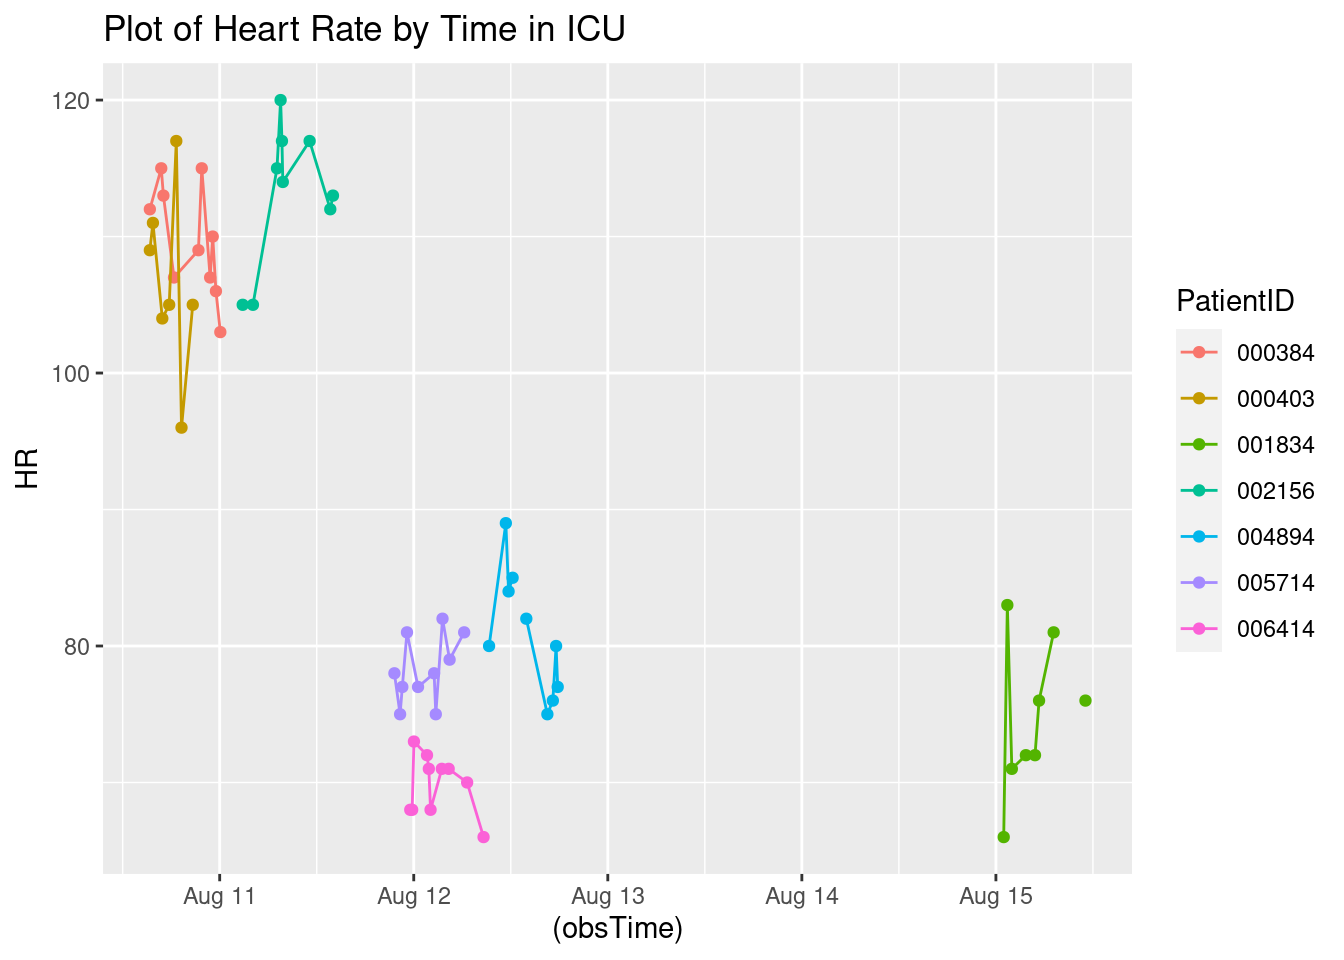 Plot of Heart Rate by Time in ICU
120
100
80
HR
Aug 11
Aug 12
Aug 13
Aug 14
Aug 15
(obsTime)
PatientID
000384
000403
001834
002156
004894
005714
006414